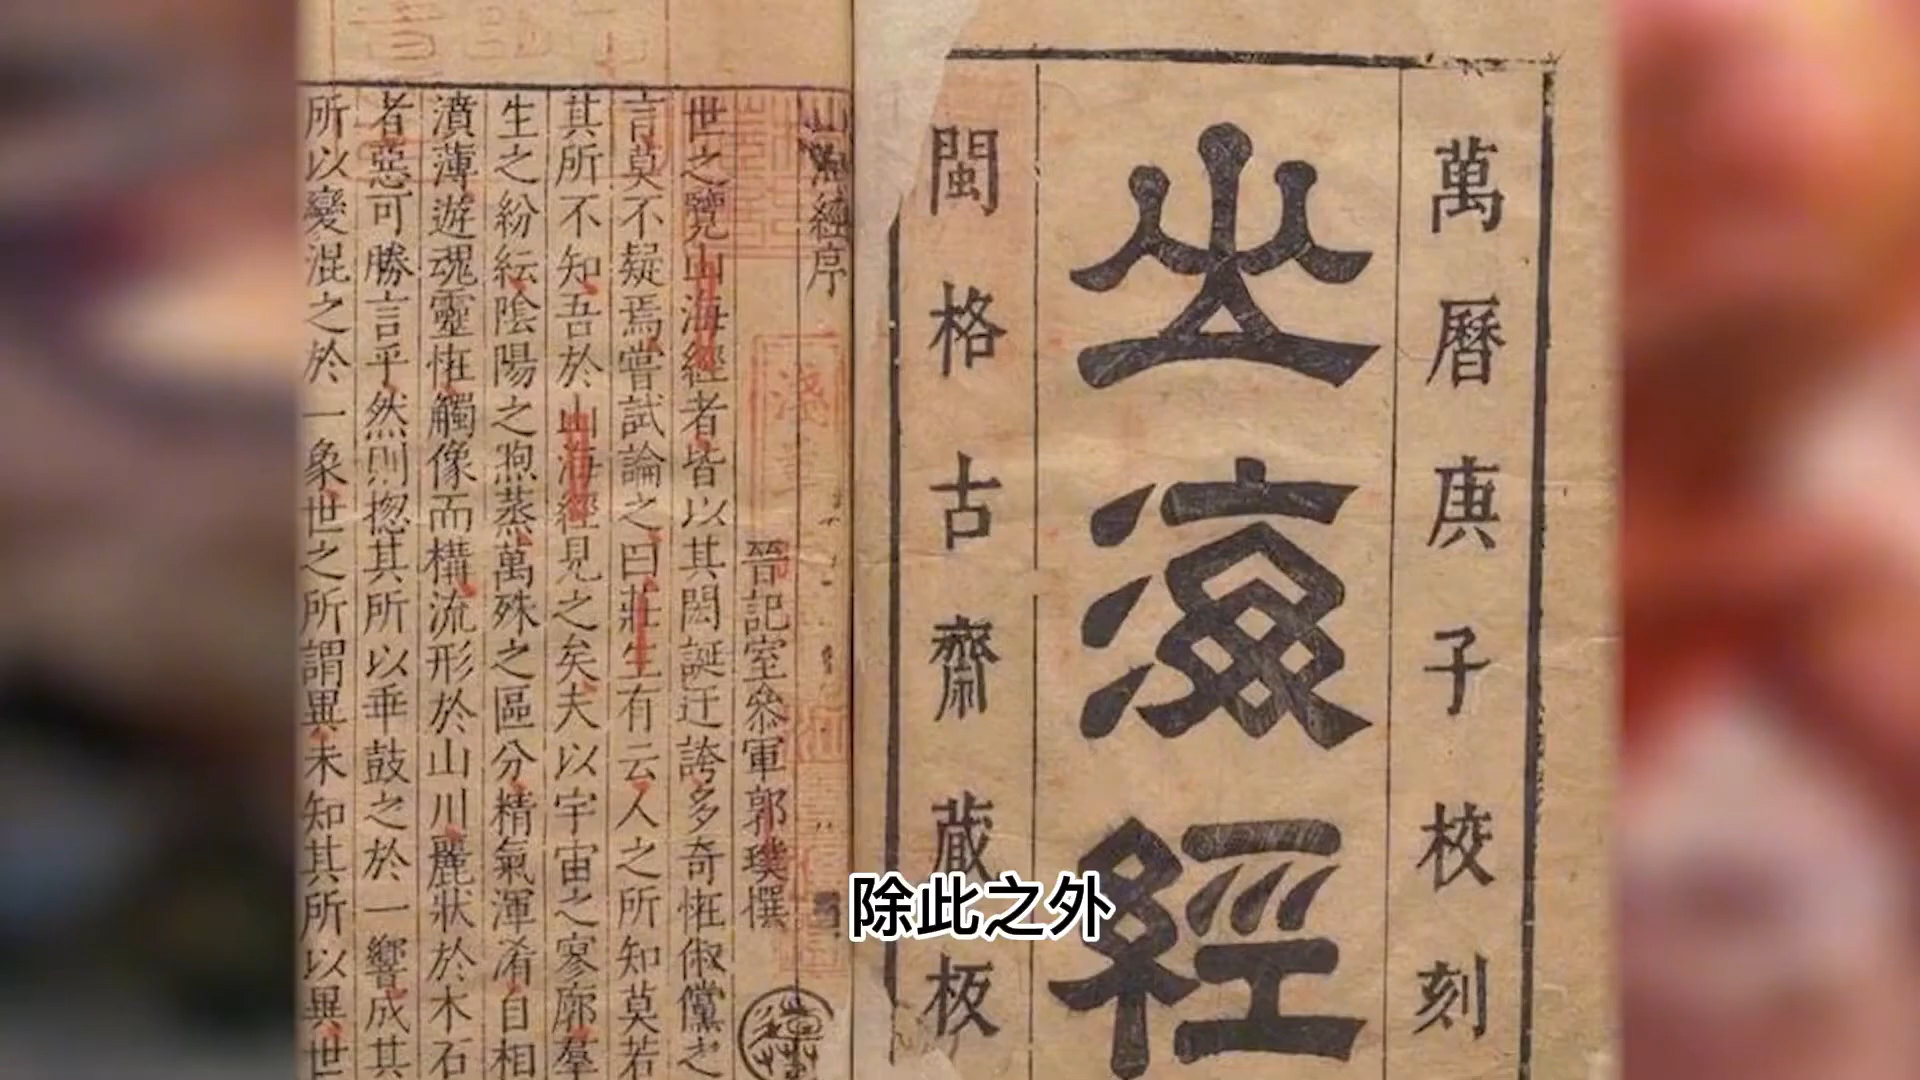 萬曆庚子校刻
山海經
閩格古齋藏板
山海經序
晉記室參軍郭璞撰
世之覽山海經者皆以其閎誕迂誇多奇怪俶儻之
言莫不疑焉嘗試論之曰莊生有云人之所知莫若
其所不知吾於山海經見之矣夫以宇宙之寥廓羣
生之紛紜陰陽之煦蒸萬殊之區分精氣渾淆自相
濆薄遊魂靈恠觸像而構流形於山川麗狀於木石
者惡可勝言乎然則揔其所以垂鼓之於一響成其
所以變混之於一象世之所謂異未知其所以異世
除此之外